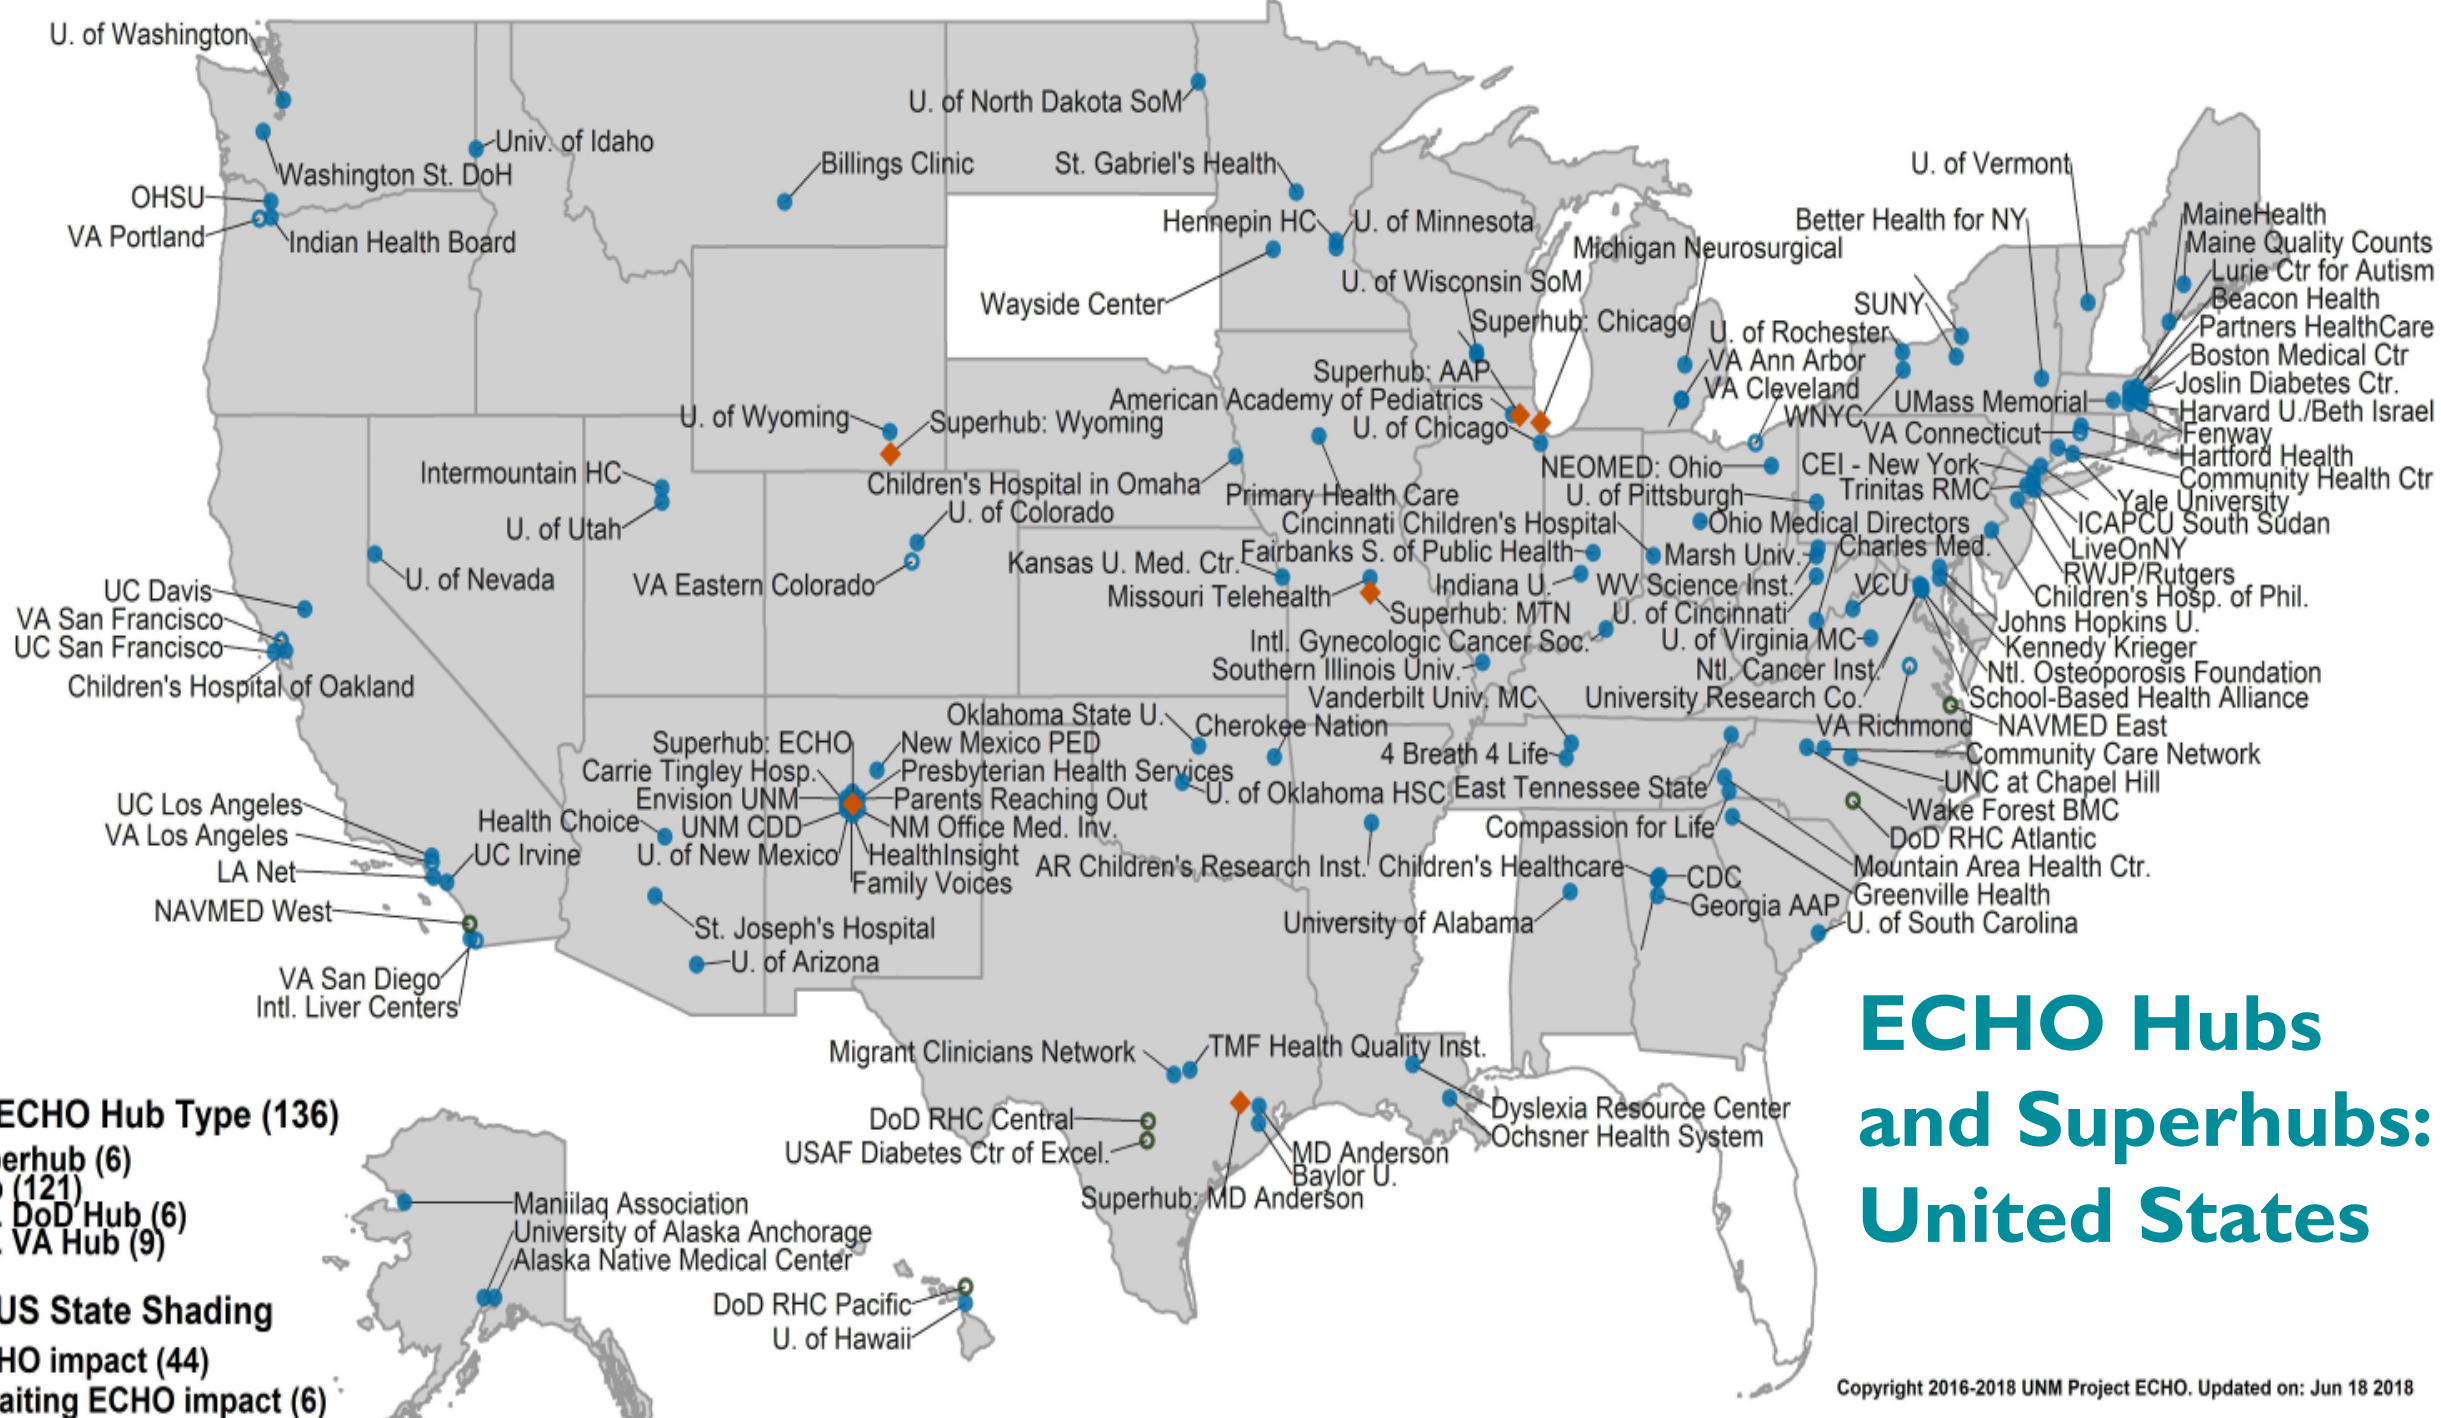 U. of Washington
Washington St. DoH
Univ. of Idaho
OHSU
VA Portland
Indian Health Board
Billings Clinic
U. of North Dakota SoM
St. Gabriel's Health
Hennepin HC
U. of Minnesota
Wayside Center
U. of Wisconsin SoM
Michigan Neurosurgical
Superhub: Chicago
Superhub: AAP
American Academy of Pediatrics
U. of Chicago
U. of Rochester
VA Ann Arbor
VA Cleveland
WNYC
SUNY
Better Health for NY
U. of Vermont
MaineHealth
Maine Quality Counts
Lurie Ctr for Autism
Beacon Health
Partners HealthCare
Boston Medical Ctr
Joslin Diabetes Ctr.
Harvard U./Beth Israel
Fenway
UMass Memorial
VA Connecticut
Hartford Health
Community Health Ctr
Yale University
CEI - New York
Trinitas RMC
ICAPCU South Sudan
LiveOnNY
RWJP/Rutgers
Children's Hosp. of Phil.
Johns Hopkins U.
Kennedy Krieger
Ntl. Osteoporosis Foundation
School-Based Health Alliance
NAVMED East
U. of Wyoming
Superhub: Wyoming
Intermountain HC
U. of Utah
Children's Hospital in Omaha
U. of Colorado
VA Eastern Colorado
U. of Nevada
UC Davis
VA San Francisco
UC San Francisco
Children's Hospital of Oakland
Primary Health Care
NEOMED: Ohio
U. of Pittsburgh
Cincinnati Children's Hospital
Ohio Medical Directors
Kansas U. Med. Ctr.
Fairbanks S. of Public Health
Marsh Univ.
Charles Med.
Missouri Telehealth
Indiana U.
WV Science Inst.
VCU
Superhub: MTN
U. of Cincinnati
Intl. Gynecologic Cancer Soc.
U. of Virginia MC
Southern Illinois Univ.
Ntl. Cancer Inst.
Vanderbilt Univ. MC
University Research Co.
VA Richmond
Oklahoma State U.
Cherokee Nation
4 Breath 4 Life
Community Care Network
UNC at Chapel Hill
Wake Forest BMC
DoD RHC Atlantic
Mountain Area Health Ctr.
Greenville Health
U. of South Carolina
East Tennessee State
Compassion for Life
U. of Oklahoma HSC
AR Children's Research Inst.
Children's Healthcare
CDC
Georgia AAP
University of Alabama
Superhub: ECHO
New Mexico PED
Carrie Tingley Hosp.
Presbyterian Health Services
Envision UNM
Parents Reaching Out
UNM CDD
NM Office Med. Inv.
U. of New Mexico
HealthInsight
Family Voices
Health Choice
St. Joseph's Hospital
U. of Arizona
UC Los Angeles
VA Los Angeles
UC Irvine
LA Net
NAVMED West
VA San Diego
Intl. Liver Centers
Migrant Clinicians Network
TMF Health Quality Inst.
DoD RHC Central
USAF Diabetes Ctr of Excel.
MD Anderson
Baylor U.
Superhub: MD Anderson
Dyslexia Resource Center
Ochsner Health System
Maniilaq Association
University of Alaska Anchorage
Alaska Native Medical Center
DoD RHC Pacific
U. of Hawaii
ECHO Hub Type (136)
erhub (6)
(121)
DoD Hub (6)
VA Hub (9)
US State Shading
HO impact (44)
aiting ECHO impact (6)
ECHO Hubs
and Superhubs:
United States
Copyright 2016-2018 UNM Project ECHO. Updated on: Jun 18 2018